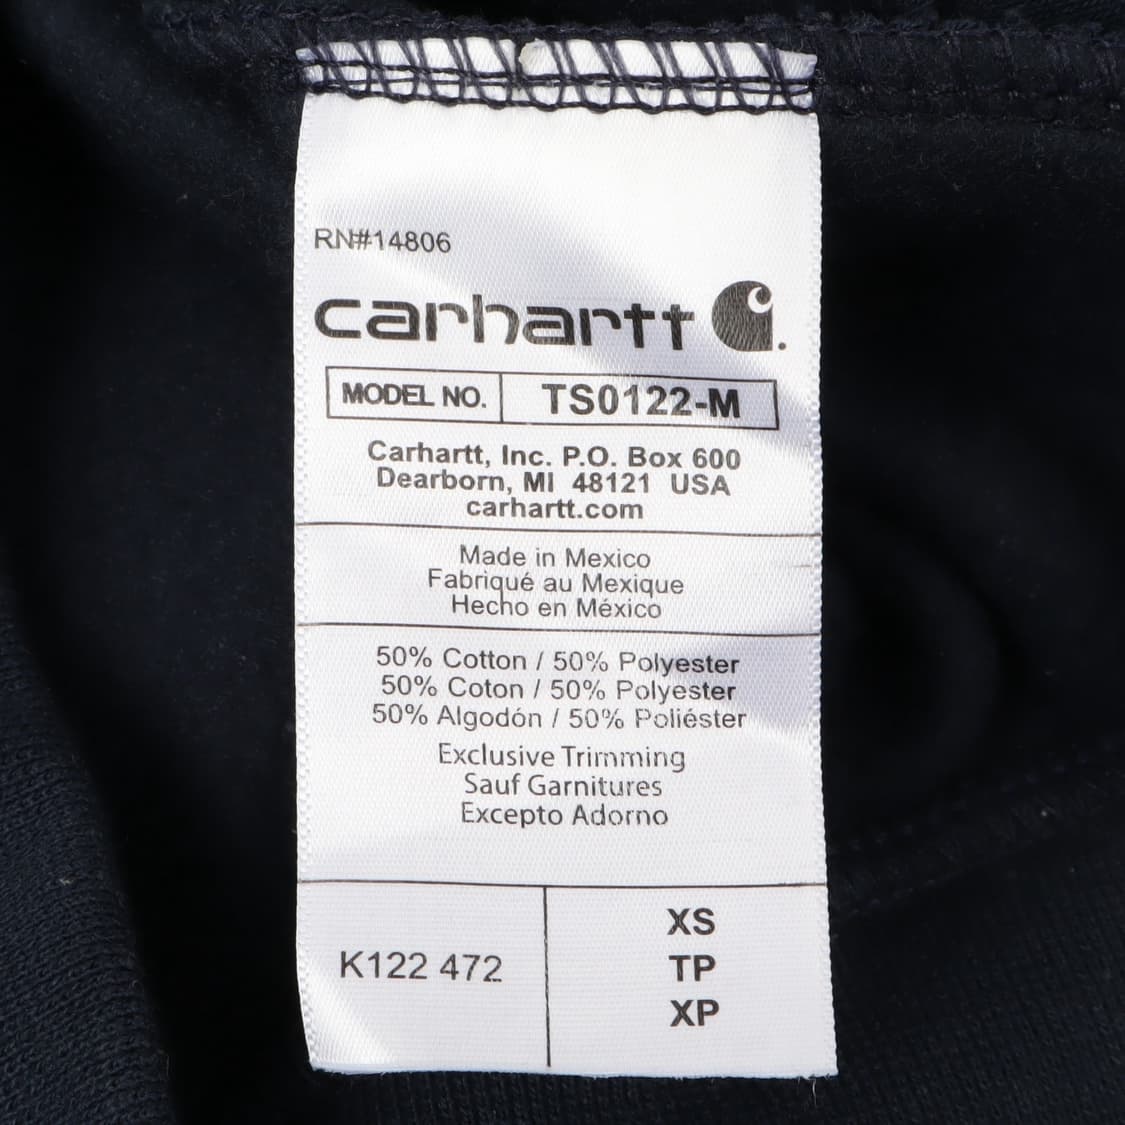 RN#14806
carhartt
MODEL NO. TS0122-M
Carhartt, Inc. P.O. Box 600
Dearborn, MI 48121 USA
carhartt.com
Made in Mexico
Fabriqué au Mexique
Hecho en México
50% Cotton / 50% Polyester
50% Coton / 50% Polyester
50% Algodón / 50% Poliéster
Exclusive Trimming
Sauf Garnitures
Excepto Adorno
K122 472
XS
TP
XP